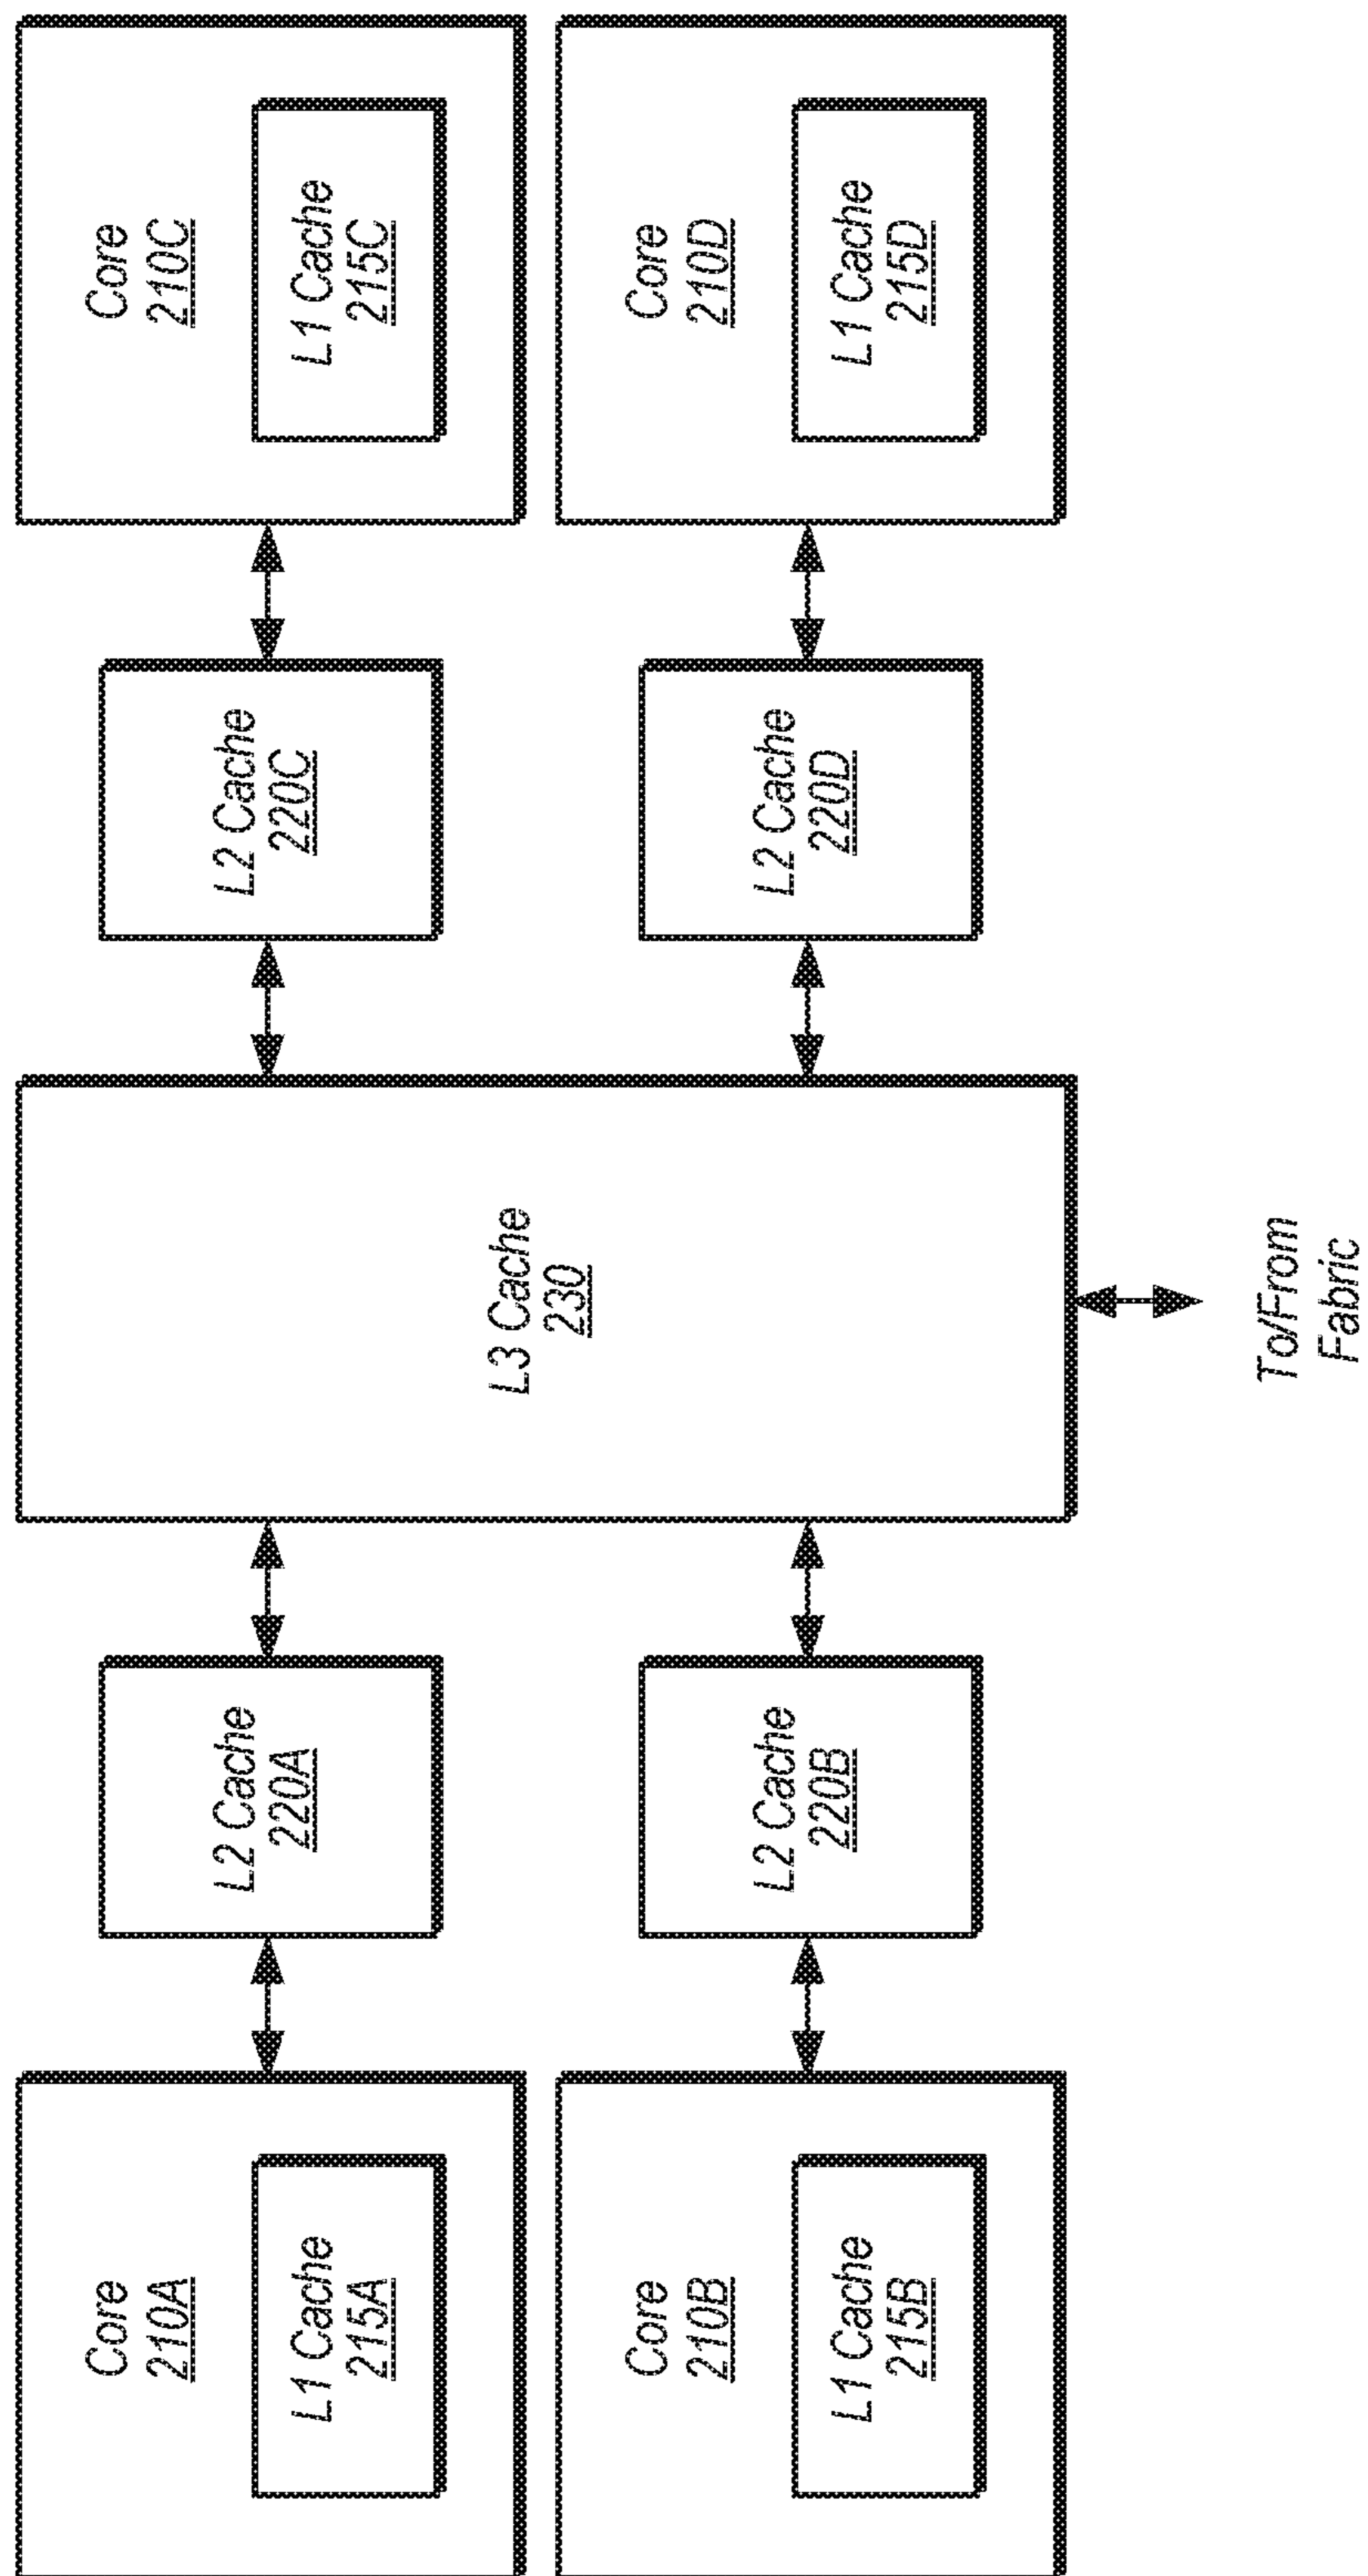 Core
210A
L1 Cache
215A
L2 Cache
220A
L3 Cache
230
L2 Cache
220C
Core
210C
L1 Cache
215C
Core
210B
L1 Cache
215B
L2 Cache
220B
L2 Cache
220D
Core
210D
L1 Cache
215D
To/From
Fabric